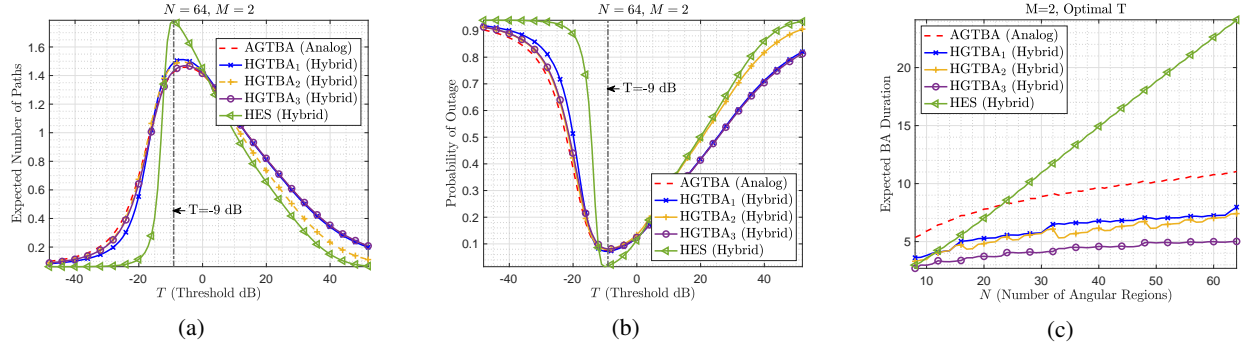 N = 64, M = 2
Expected Number of Paths
1.6
1.4
1.2
1
0.8
0.6
0.4
0.2
AGTBA (Analog)
HGTBA1 (Hybrid)
HGTBA2 (Hybrid)
HGTBA3 (Hybrid)
HES (Hybrid)
T=-9 dB
-40 -20 0 20 40
T (Threshold dB)
(a)
N = 64, M = 2
Probability of Outage
0.9
0.8
0.7
0.6
0.5
0.4
0.3
0.2
0.1
T=-9 dB
AGTBA (Analog)
HGTBA1 (Hybrid)
HGTBA2 (Hybrid)
HGTBA3 (Hybrid)
HES (Hybrid)
-40 -20 0 20 40
T (Threshold dB)
(b)
M=2, Optimal T
Expected BA Duration
20
15
10
5
AGTBA (Analog)
HGTBA1 (Hybrid)
HGTBA2 (Hybrid)
HGTBA3 (Hybrid)
HES (Hybrid)
10 20 30 40 50 60
N (Number of Angular Regions)
(c)